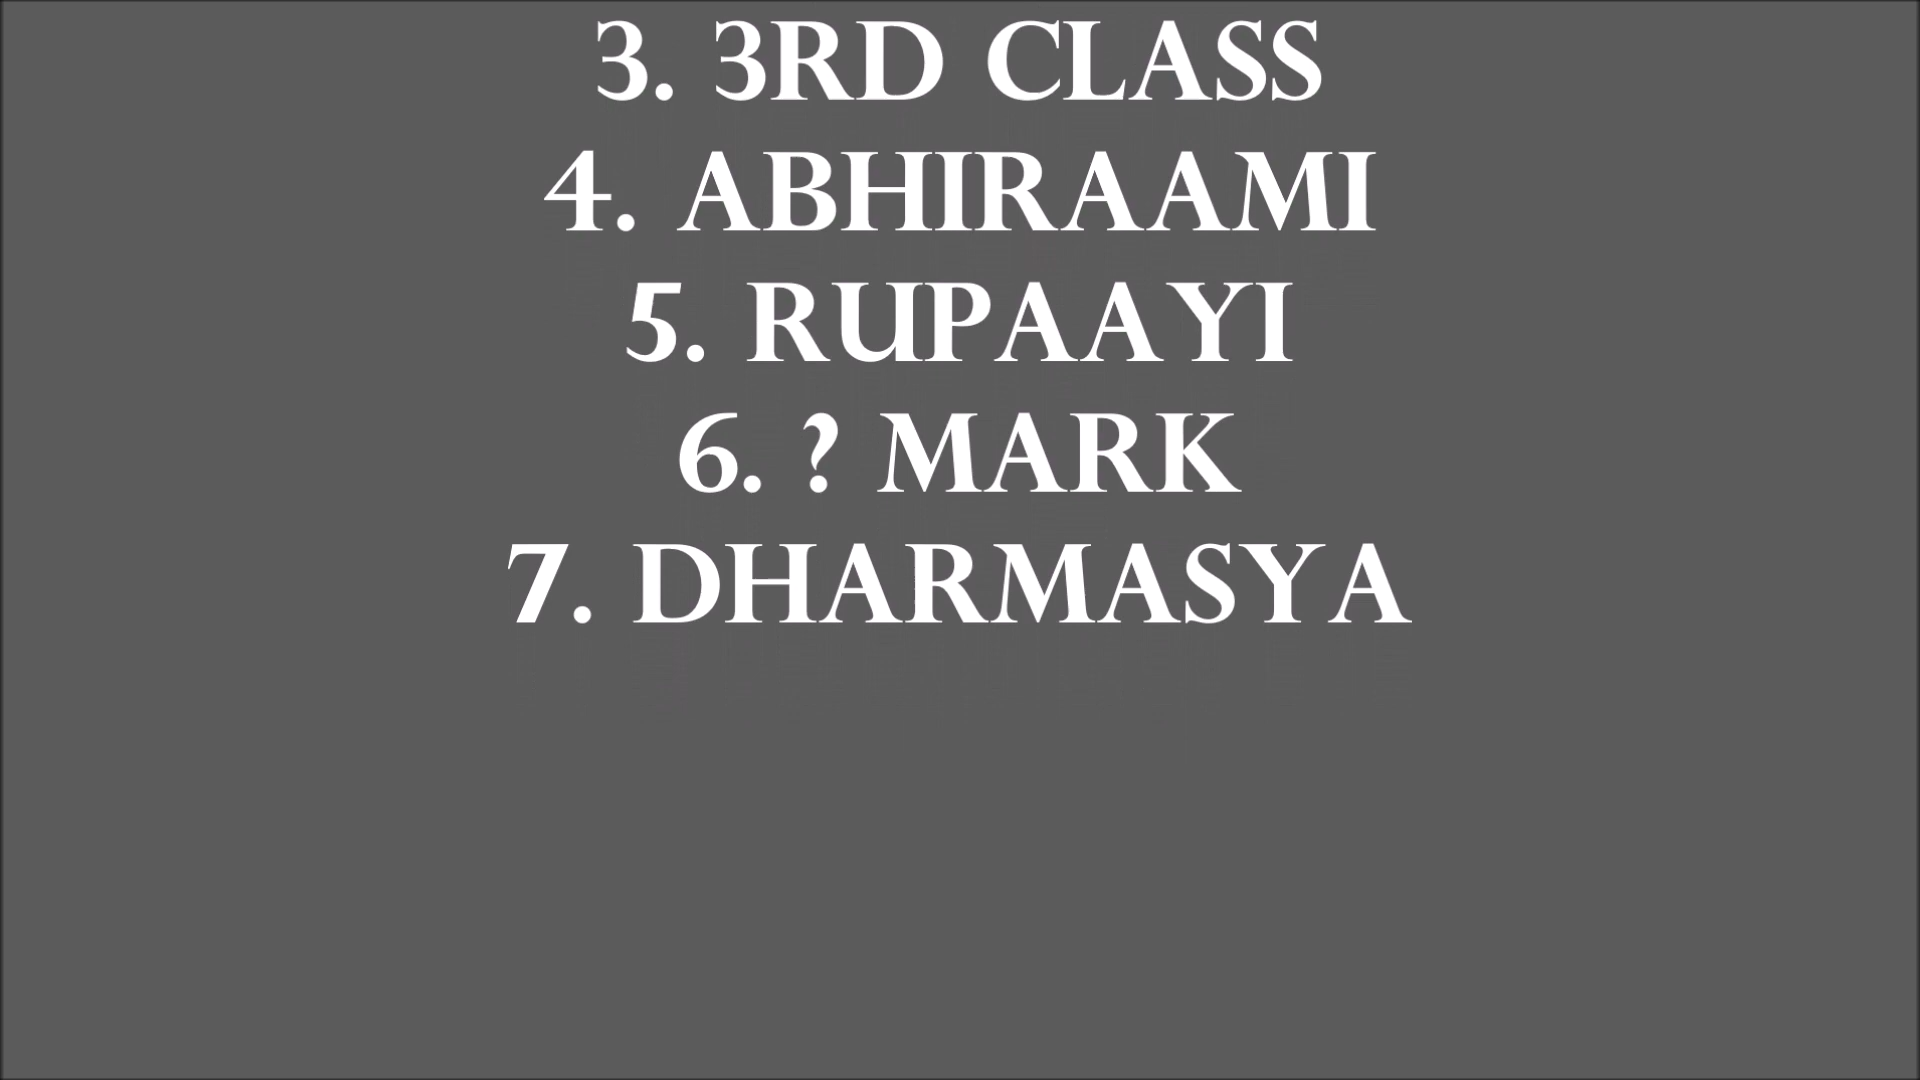 3. 3RD CLASS
4. ABHIRAAMI
5. RUPAAYI
6. ? MARK
7. DHARMASYA